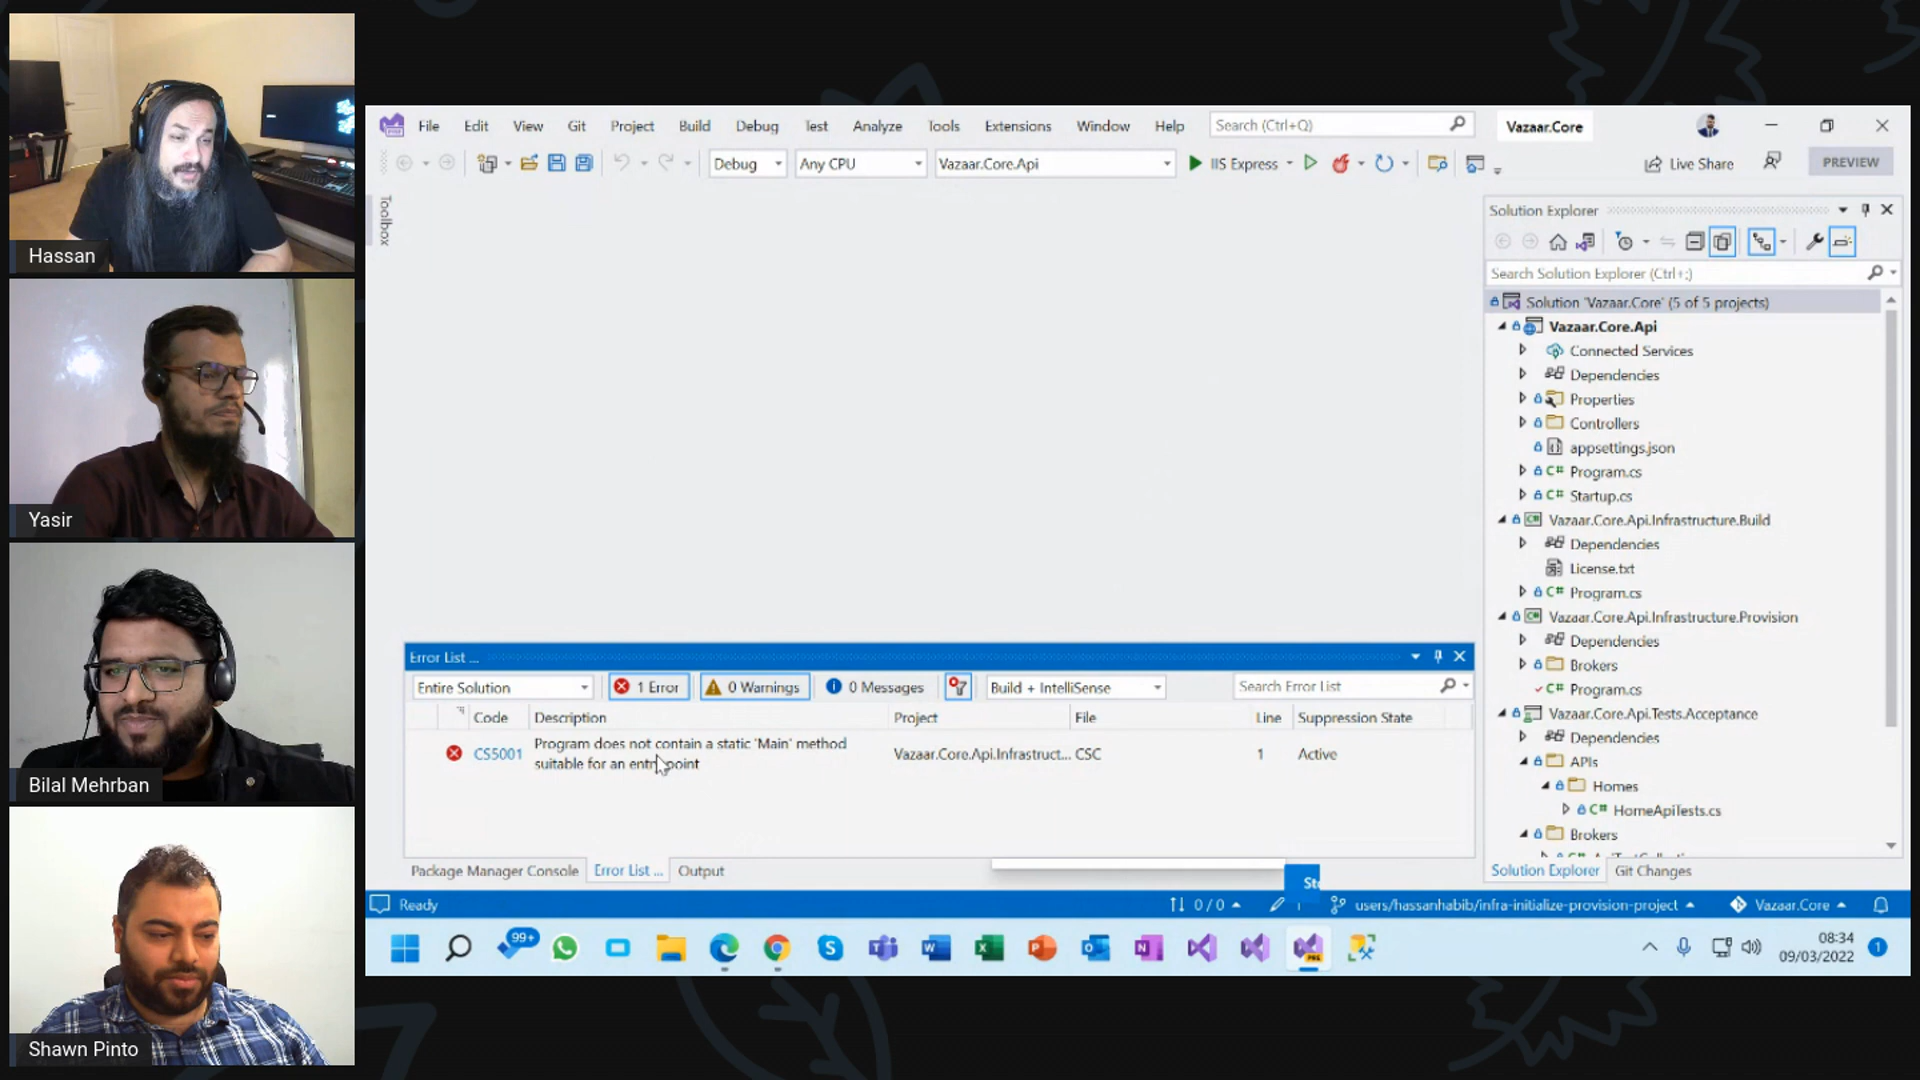 Hassan
Yasir
Bilal Mehrban
Shawn Pinto
File Edit View Git Project Build Debug Test Analyze Tools Extensions Window Help Search (Ctrl+Q) Vazaar.Core
Debug Any CPU Vazaar.Core.Api IIS Express Live Share PREVIEW
Toolbox
Solution Explorer
Search Solution Explorer (Ctrl+;)
Solution 'Vazaar.Core' (5 of 5 projects)
Vazaar.Core.Api
Connected Services
Dependencies
Properties
Controllers
appsettings.json
C# Program.cs
C# Startup.cs
Vazaar.Core.Api.Infrastructure.Build
Dependencies
License.txt
C# Program.cs
Vazaar.Core.Api.Infrastructure.Provision
Dependencies
Brokers
C# Program.cs
Vazaar.Core.Api.Tests.Acceptance
Dependencies
APIs
Homes
C# HomeApiTests.cs
Brokers
Solution Explorer Git Changes
Error List ...
Entire Solution 1 Error 0 Warnings 0 Messages Build + IntelliSense Search Error List
Code Description Project File Line Suppression State
CS5001 Program does not contain a static 'Main' method suitable for an entry point Vazaar.Core.Api.Infrastruct... CSC 1 Active
Package Manager Console Error List ... Output
Ready 0 / 0 1 users/hassanhabib/infra-initialize-provision-project Vazaar.Core
99+
08:34
09/03/2022
1